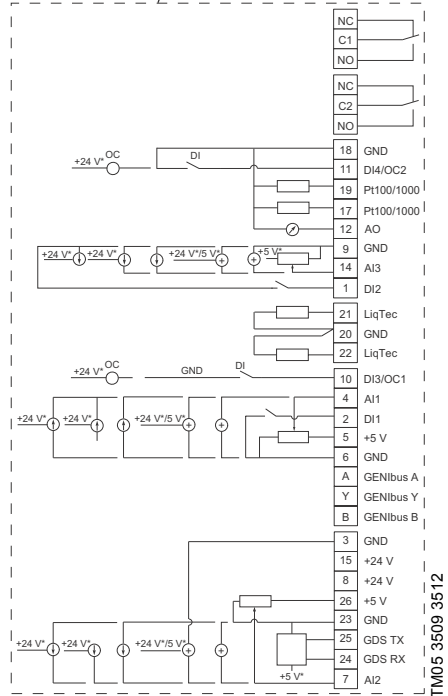 NC
C1
NO
NC
C2
NO
18 GND
+24 V* OC DI 11 DI4/OC2
19 Pt100/1000
17 Pt100/1000
12 AO
9 GND
+24 V* +24 V* +24 V*/5 V* +5 V* 14 AI3
1 DI2
21 LiqTec
20 GND
22 LiqTec
+24 V* OC GND DI 10 DI3/OC1
4 AI1
+24 V* +24 V* +24 V*/5 V* 2 DI1
5 +5 V
6 GND
A GENIbus A
Y GENIbus Y
B GENIbus B
3 GND
15 +24 V
8 +24 V
26 +5 V
23 GND
25 GDS TX
+24 V* +24 V* +24 V*/5 V* 24 GDS RX
+5 V* 7 AI2
TM05 3509 3512